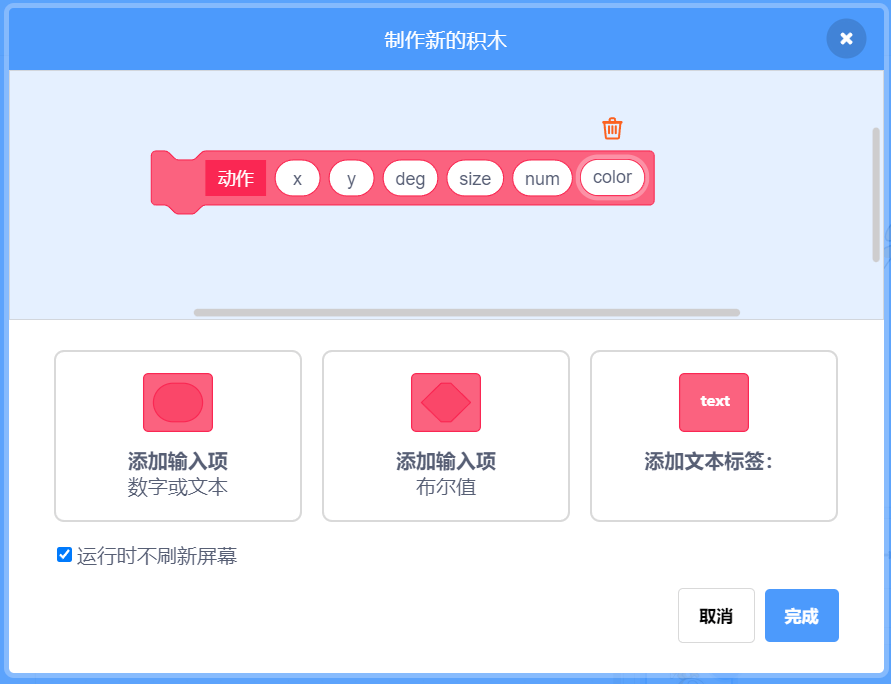 制作新的积木
动作 x y deg size num color
text
添加输入项
数字或文本
添加输入项
布尔值
添加文本标签：
运行时不刷新屏幕
取消
完成